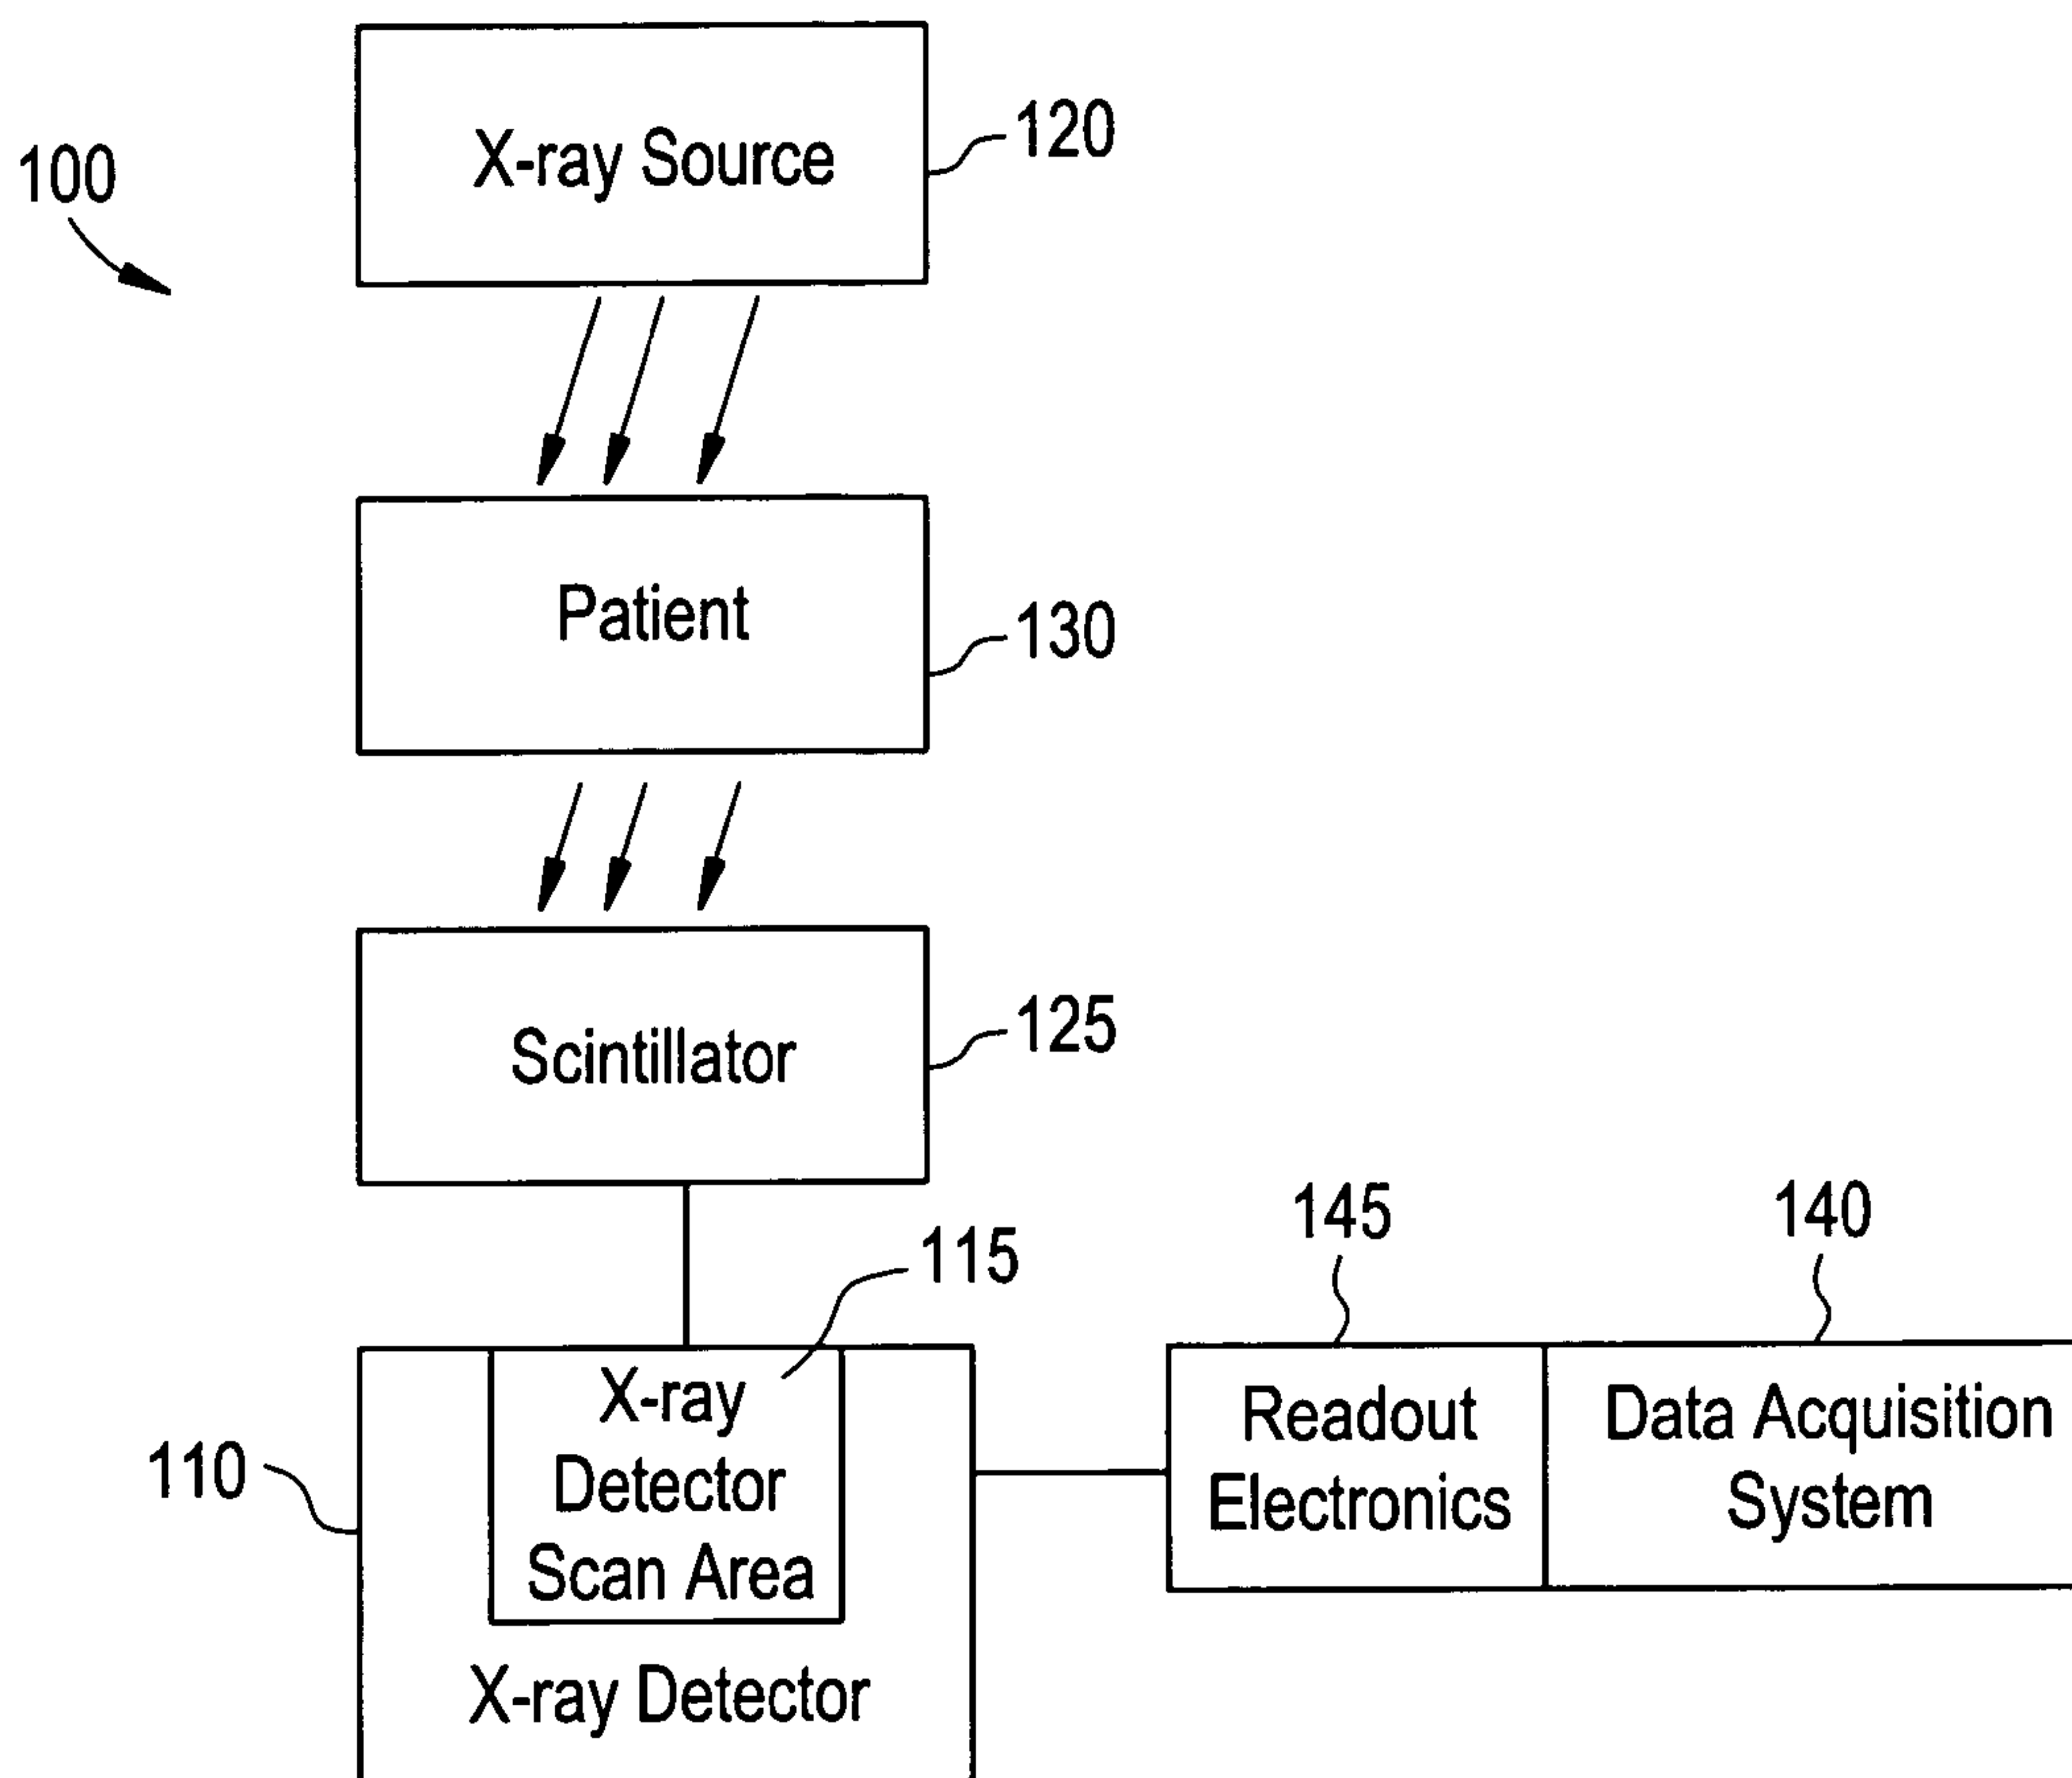 100
X-ray Source
120
Patient
130
Scintillator
125
115
145
140
X-ray
Detector
Scan Area
110
X-ray Detector
Readout
Electronics
Data Acquisition
System